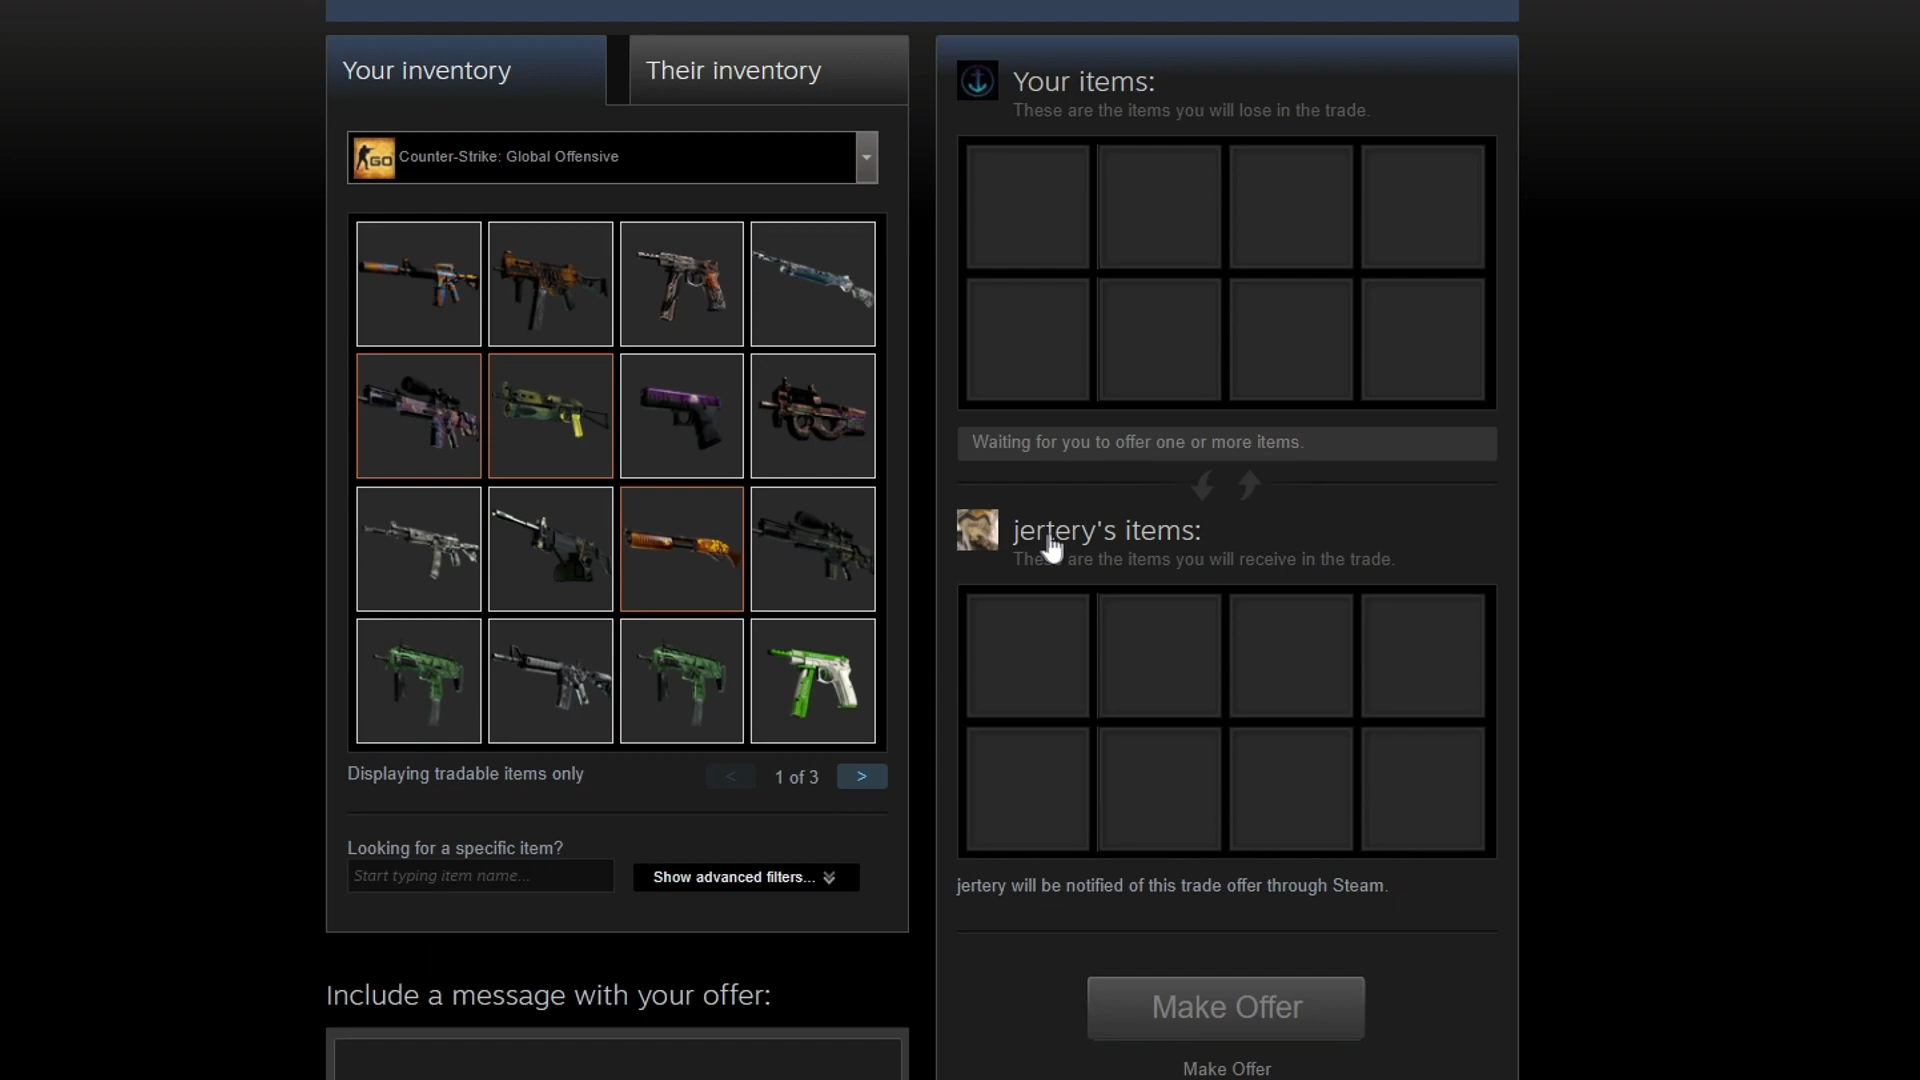 Your inventory
Their inventory
GO
Counter-Strike: Global Offensive
Displaying tradable items only
< 1 of 3 >
Looking for a specific item?
Start typing item name...
Show advanced filters...
Include a message with your offer:
Your items:
These are the items you will lose in the trade.
Waiting for you to offer one or more items.
jertery's items:
These are the items you will receive in the trade.
jertery will be notified of this trade offer through Steam.
Make Offer
Make Offer